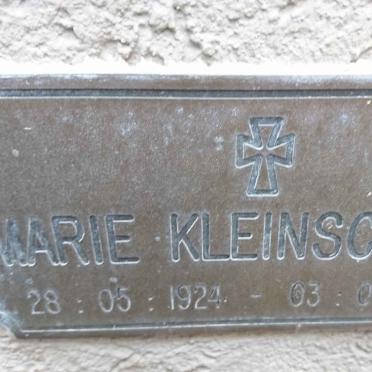 MARIE KLEINSC
28 : 05 : 1924 - 03 : 0